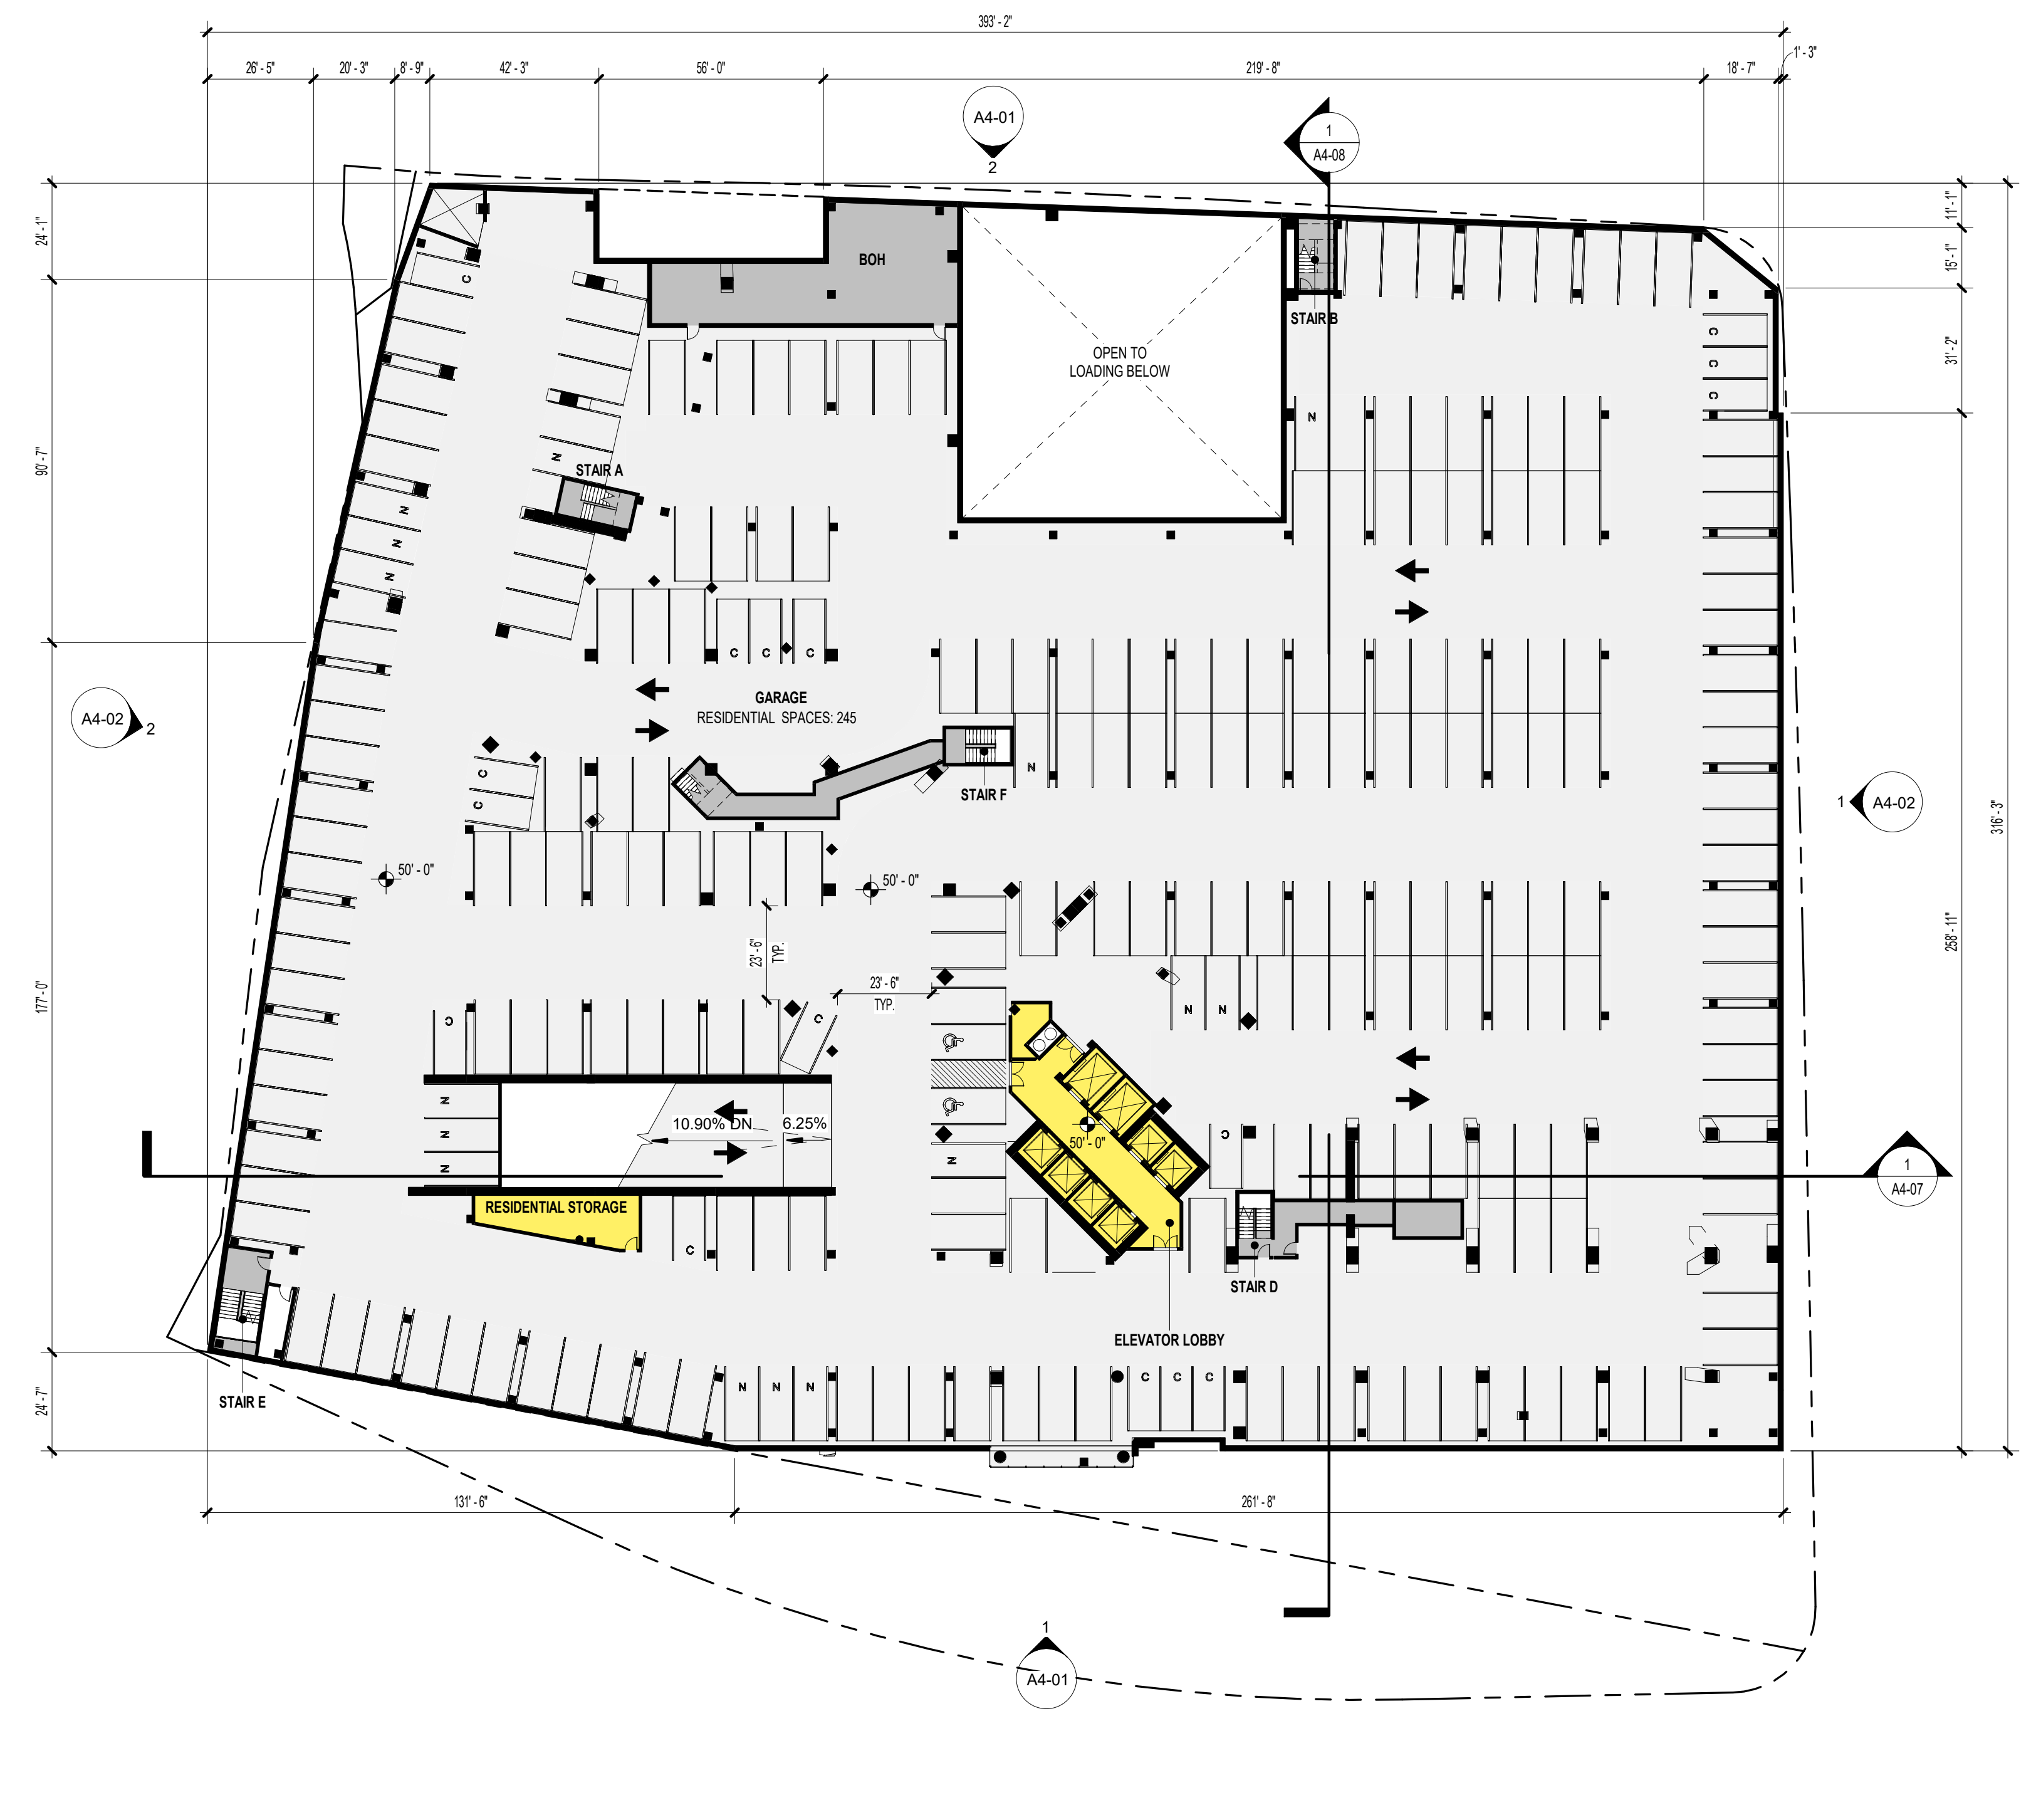 393' - 2"
26' - 5"
20' - 3"
8' - 9"
42' - 3"
56' - 0"
219' - 8"
18' - 7"
1' - 3"
A4-01
2
1
A4-08
24' - 1"
11' - 1"
15' - 1"
BOH
C
STAIR B
C
C
C
31' - 2"
OPEN TO
LOADING BELOW
N
90' - 7"
N
STAIR A
N
N
N
C
C
C
GARAGE
RESIDENTIAL SPACES: 245
A4-02
2
C
C
N
STAIR F
1
A4-02
316' - 3"
50' - 0"
50' - 0"
23' - 6"
TYP.
23' - 6"
TYP.
258' - 11"
177' - 0"
C
C
N
N
N
N
N
10.90% DN
6.25%
50' - 0"
C
N
1
A4-07
RESIDENTIAL STORAGE
C
STAIR D
ELEVATOR LOBBY
STAIR E
24' - 7"
N
N
N
C
C
C
131' - 6"
261' - 8"
1
A4-01